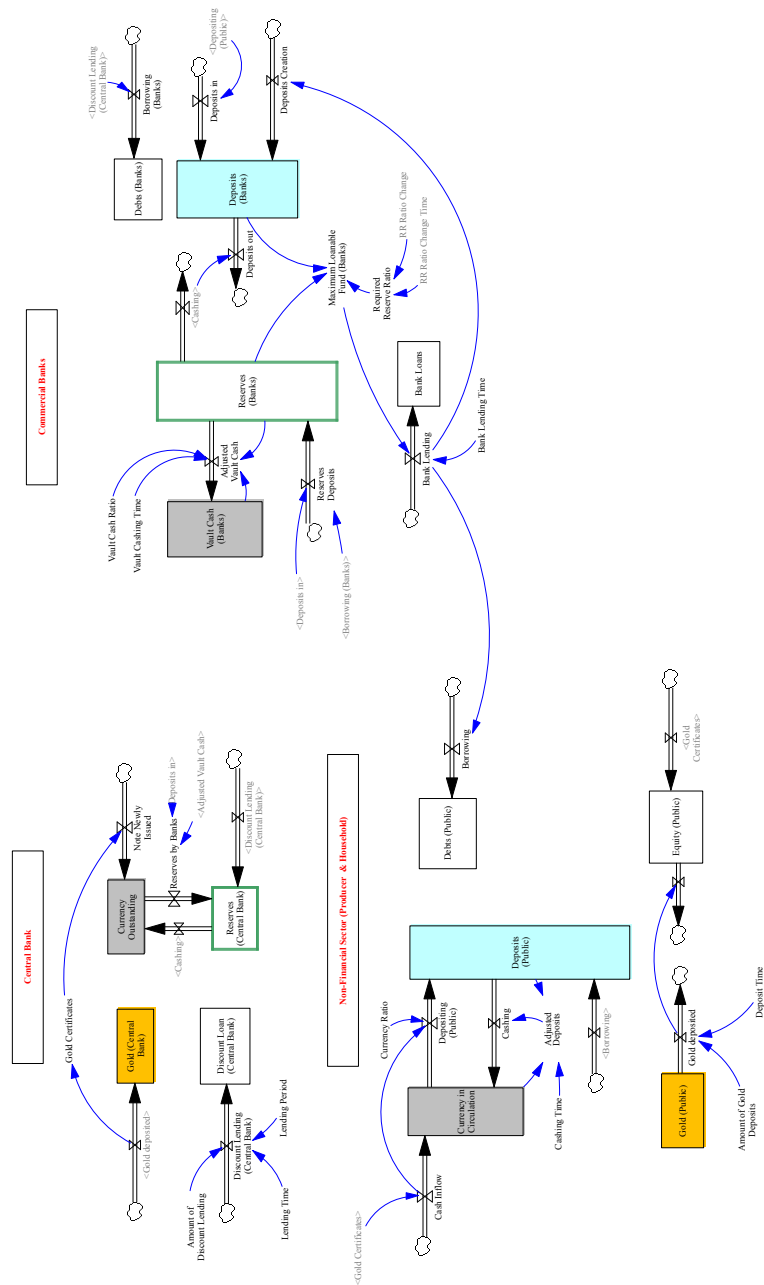 Central Bank
Gold Certificates
<Gold deposited>
Gold (Central
Bank)
Note Newly
Issued
Currency
Outstanding
Reserves by Banks
Deposits in>
<Adjusted Vault Cash>
<Cashing>
Reserves
(Central Bank)
<Discount Lending
(Central Bank)>
Amount of
Discount Lending
Discount Lending
(Central Bank)
Discount Loan
(Central Bank)
Lending Period
Lending Time
Commercial Banks
<Discount Lending
(Central Bank)>
Borrowing
(Banks)
Debts (Banks)
<Depositing
(Public)>
Deposits in
Deposits
(Banks)
Deposits Creation
Deposits out
<Cashing>
Vault Cash Ratio
Vault Cashing Time
Adjusted
Vault Cash
Vault Cash
(Banks)
Reserves
(Banks)
Reserves
Deposits
<Deposits in>
<Borrowing (Banks)>
Maximum Loanable
Fund (Banks)
Required
Reserve Ratio
RR Ratio Change
RR Ratio Change Time
Bank Loans
Bank Lending
Bank Lending Time
Non-Financial Sector (Producer & Household)
<Gold Certificates>
Cash Inflow
Currency Ratio
Currency in
Circulation
Depositing
(Public)
Deposits
(Public)
Cashing
Adjusted
Deposits
Cashing Time
<Borrowing>
Borrowing
Debts (Public)
Gold (Public)
Gold deposited
Amount of Gold
Deposits
Deposit Time
Equity (Public)
<Gold
Certificates>